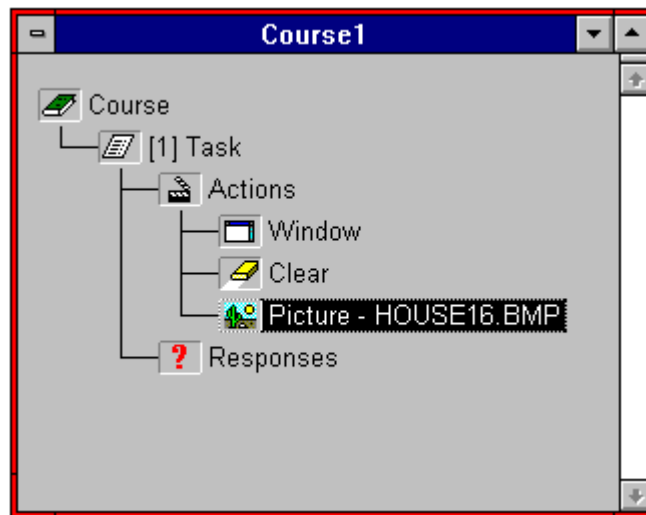 Course1
Course
[1] Task
Actions
Window
Clear
Picture - HOUSE16.BMP
? Responses